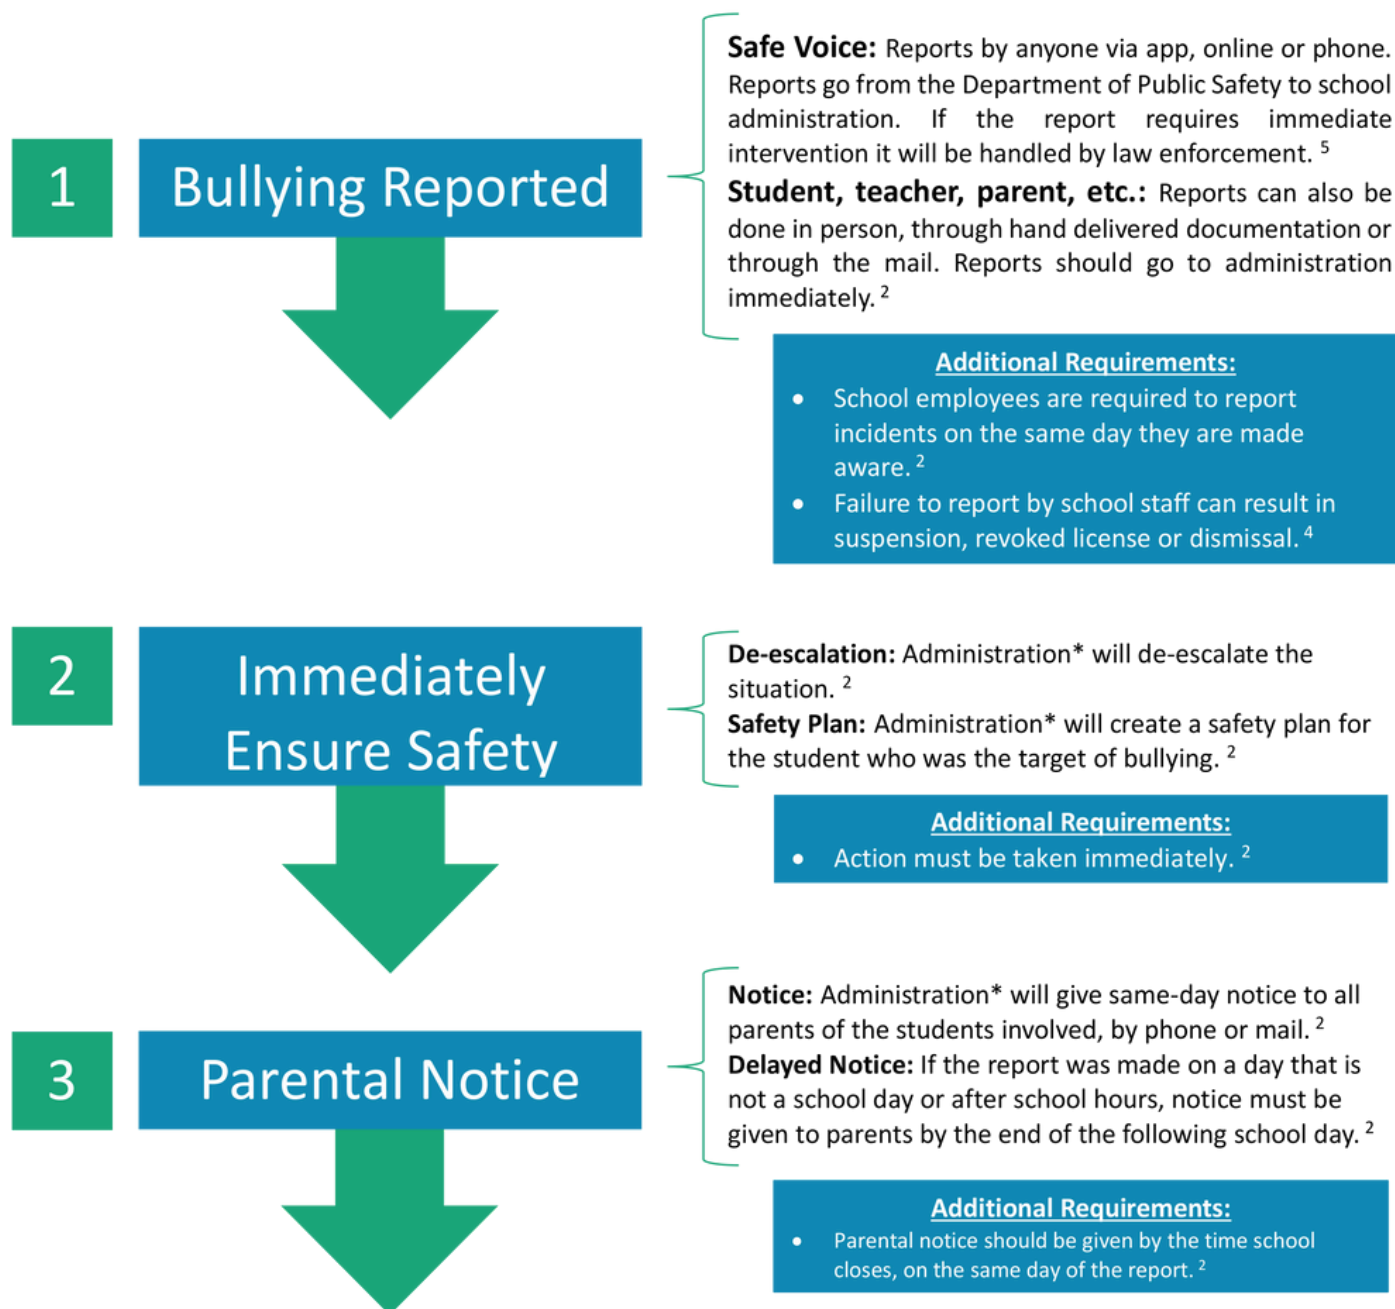 1
Bullying Reported
Safe Voice: Reports by anyone via app, online or phone.
Reports go from the Department of Public Safety to school
administration. If the report requires immediate
intervention it will be handled by law enforcement. 5
Student, teacher, parent, etc.: Reports can also be
done in person, through hand delivered documentation or
through the mail. Reports should go to administration
immediately. 2
Additional Requirements:
• School employees are required to report
incidents on the same day they are made
aware. 2
• Failure to report by school staff can result in
suspension, revoked license or dismissal. 4
2
Immediately
Ensure Safety
De-escalation: Administration* will de-escalate the
situation. 2
Safety Plan: Administration* will create a safety plan for
the student who was the target of bullying. 2
Additional Requirements:
• Action must be taken immediately. 2
3
Parental Notice
Notice: Administration* will give same-day notice to all
parents of the students involved, by phone or mail. 2
Delayed Notice: If the report was made on a day that is
not a school day or after school hours, notice must be
given to parents by the end of the following school day. 2
Additional Requirements:
• Parental notice should be given by the time school
closes, on the same day of the report. 2